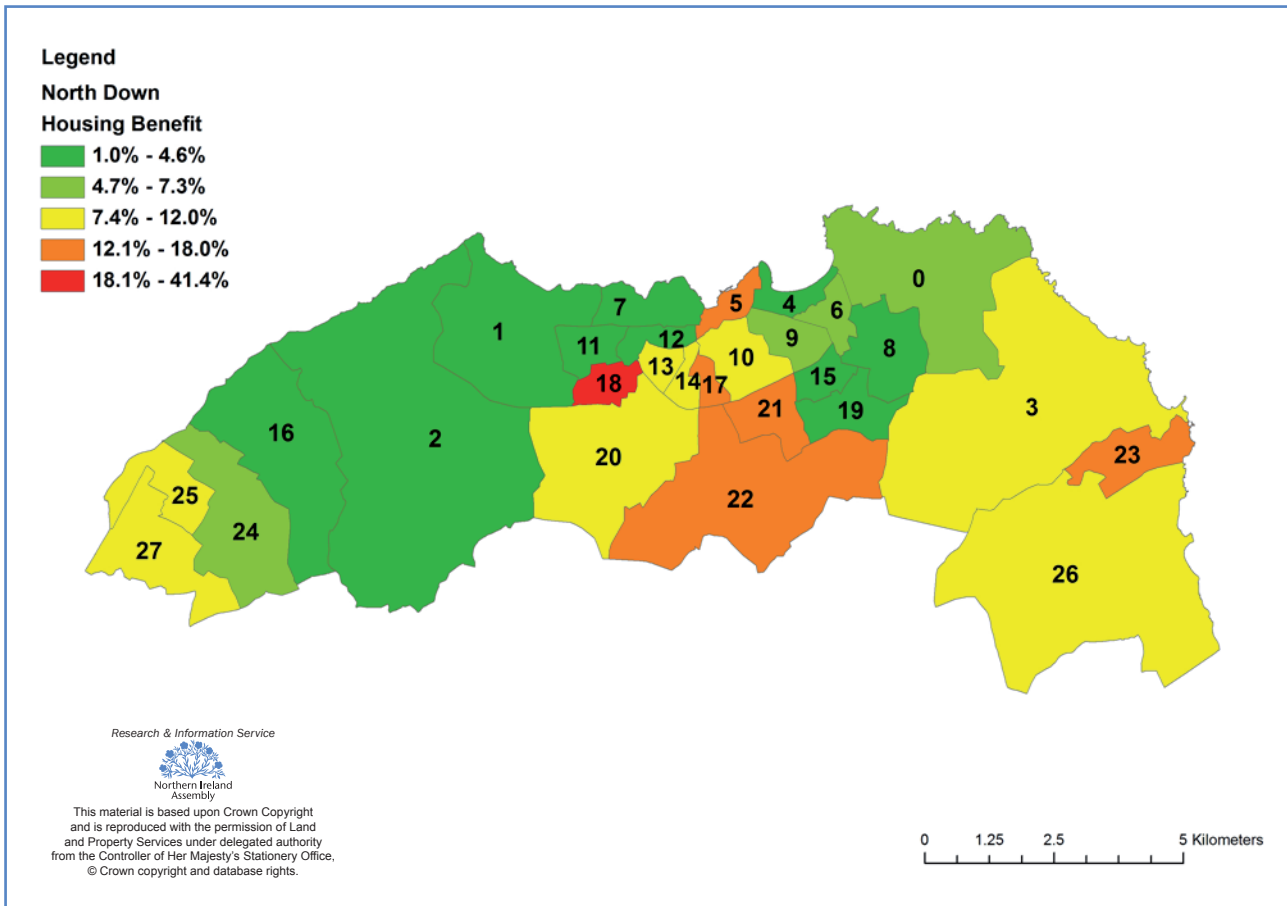 Legend
North Down
Housing Benefit
1.0% - 4.6%
4.7% - 7.3%
7.4% - 12.0%
12.1% - 18.0%
18.1% - 41.4%
0
1
2
3
4
5
6
7
8
9
10
11
12
13
14
15
16
17
18
19
20
21
22
23
24
25
26
27
Research & Information Service
Northern Ireland
Assembly
This material is based upon Crown Copyright
and is reproduced with the permission of Land
and Property Services under delegated authority
from the Controller of Her Majesty's Stationery Office,
© Crown copyright and database rights.
0 1.25 2.5 5 Kilometers